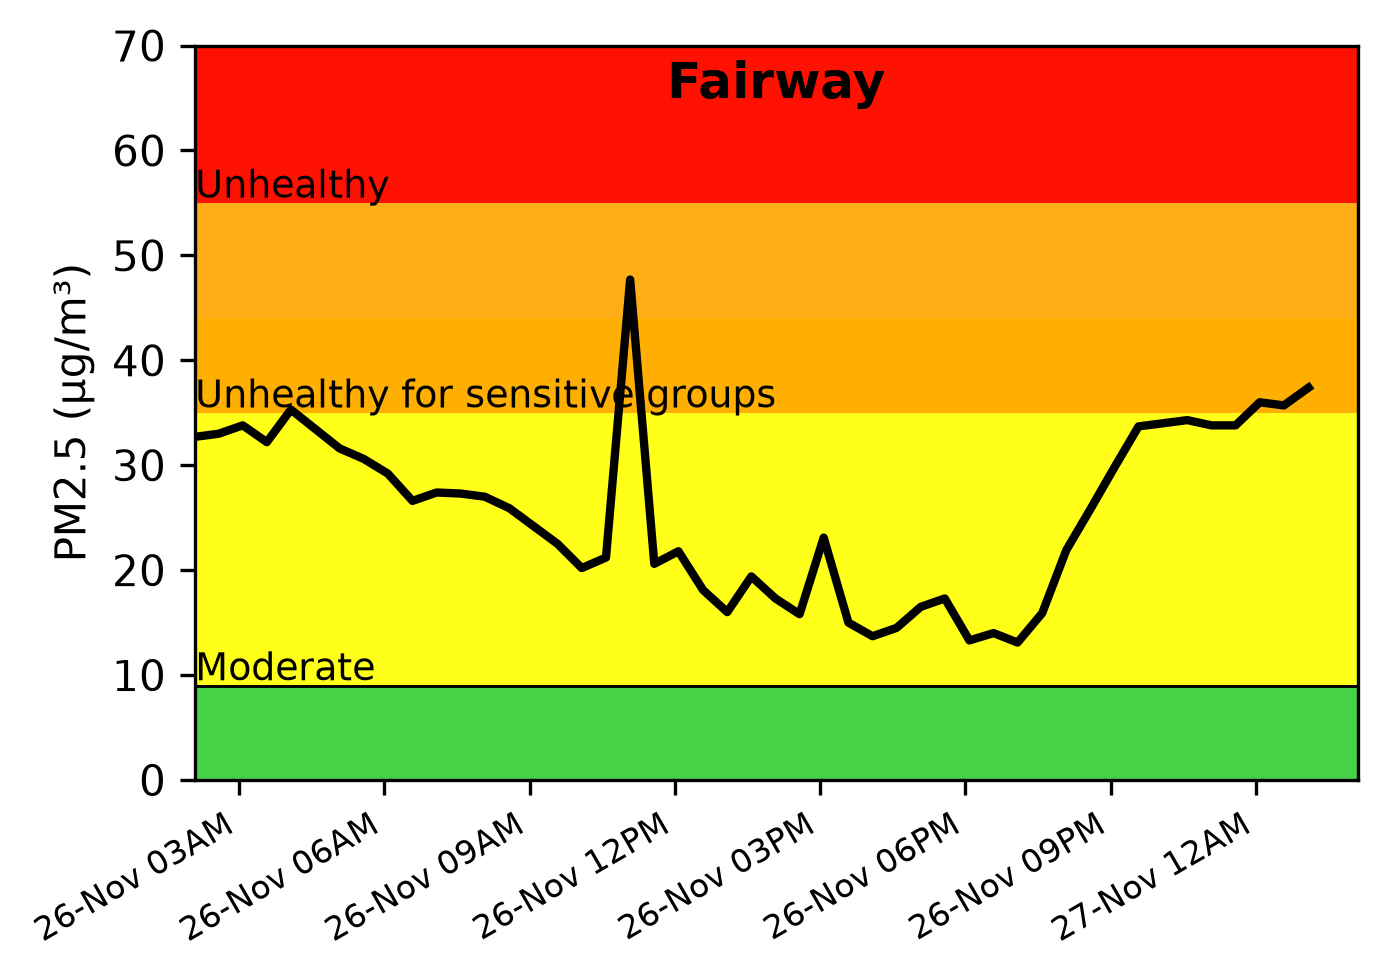 Fairway
PM2.5 (µg/m³)
70
60
50
40
30
20
10
0
Unhealthy
Unhealthy for sensitive groups
Moderate
26-Nov 03AM
26-Nov 06AM
26-Nov 09AM
26-Nov 12PM
26-Nov 03PM
26-Nov 06PM
26-Nov 09PM
27-Nov 12AM